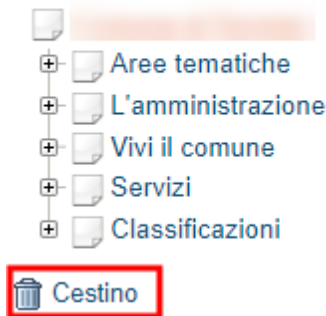 Aree tematiche
L'amministrazione
Vivi il comune
Servizi
Classificazioni
Cestino